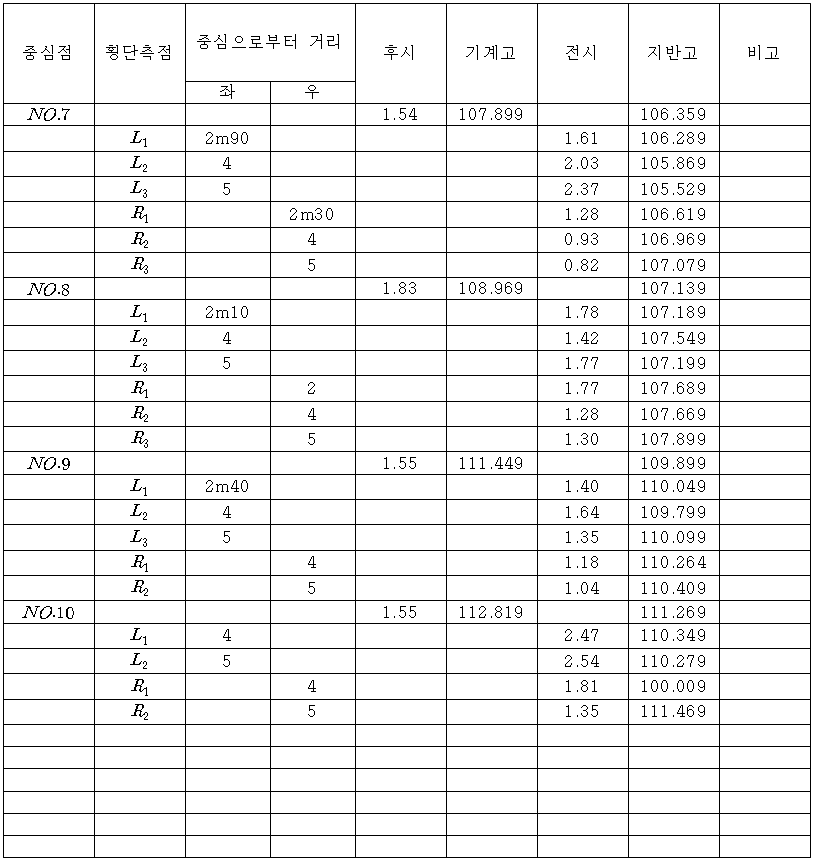 중심점 횡단측점 중심으로부터 거리 후시 기계고 전시 지반고 비고
좌 우
NO.7 1.54 107.899 106.359
L₁ 2m90 1.61 106.289
L₂ 4 2.03 105.869
L₃ 5 2.37 105.529
R₁ 2m30 1.28 106.619
R₂ 4 0.93 106.969
R₃ 5 0.82 107.079
NO.8 1.83 108.969 107.139
L₁ 2m10 1.78 107.189
L₂ 4 1.42 107.549
L₃ 5 1.77 107.199
R₁ 2 1.77 107.689
R₂ 4 1.28 107.669
R₃ 5 1.30 107.899
NO.9 1.55 111.449 109.899
L₁ 2m40 1.40 110.049
L₂ 4 1.64 109.799
L₃ 5 1.35 110.099
R₁ 4 1.18 110.264
R₂ 5 1.04 110.409
NO.10 1.55 112.819 111.269
L₁ 4 2.47 110.349
L₂ 5 2.54 110.279
R₁ 4 1.81 100.009
R₂ 5 1.35 111.469